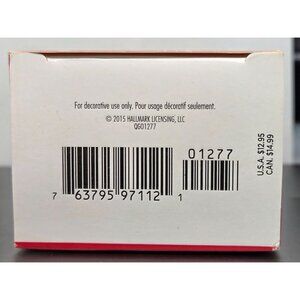 For decorative use only. Pour usage décoratif seulement.
© 2015 HALLMARK LICENSING, LLC
QGO1277
01277
7 63795 97112 1
U.S.A. $12.95
CAN. $14.99